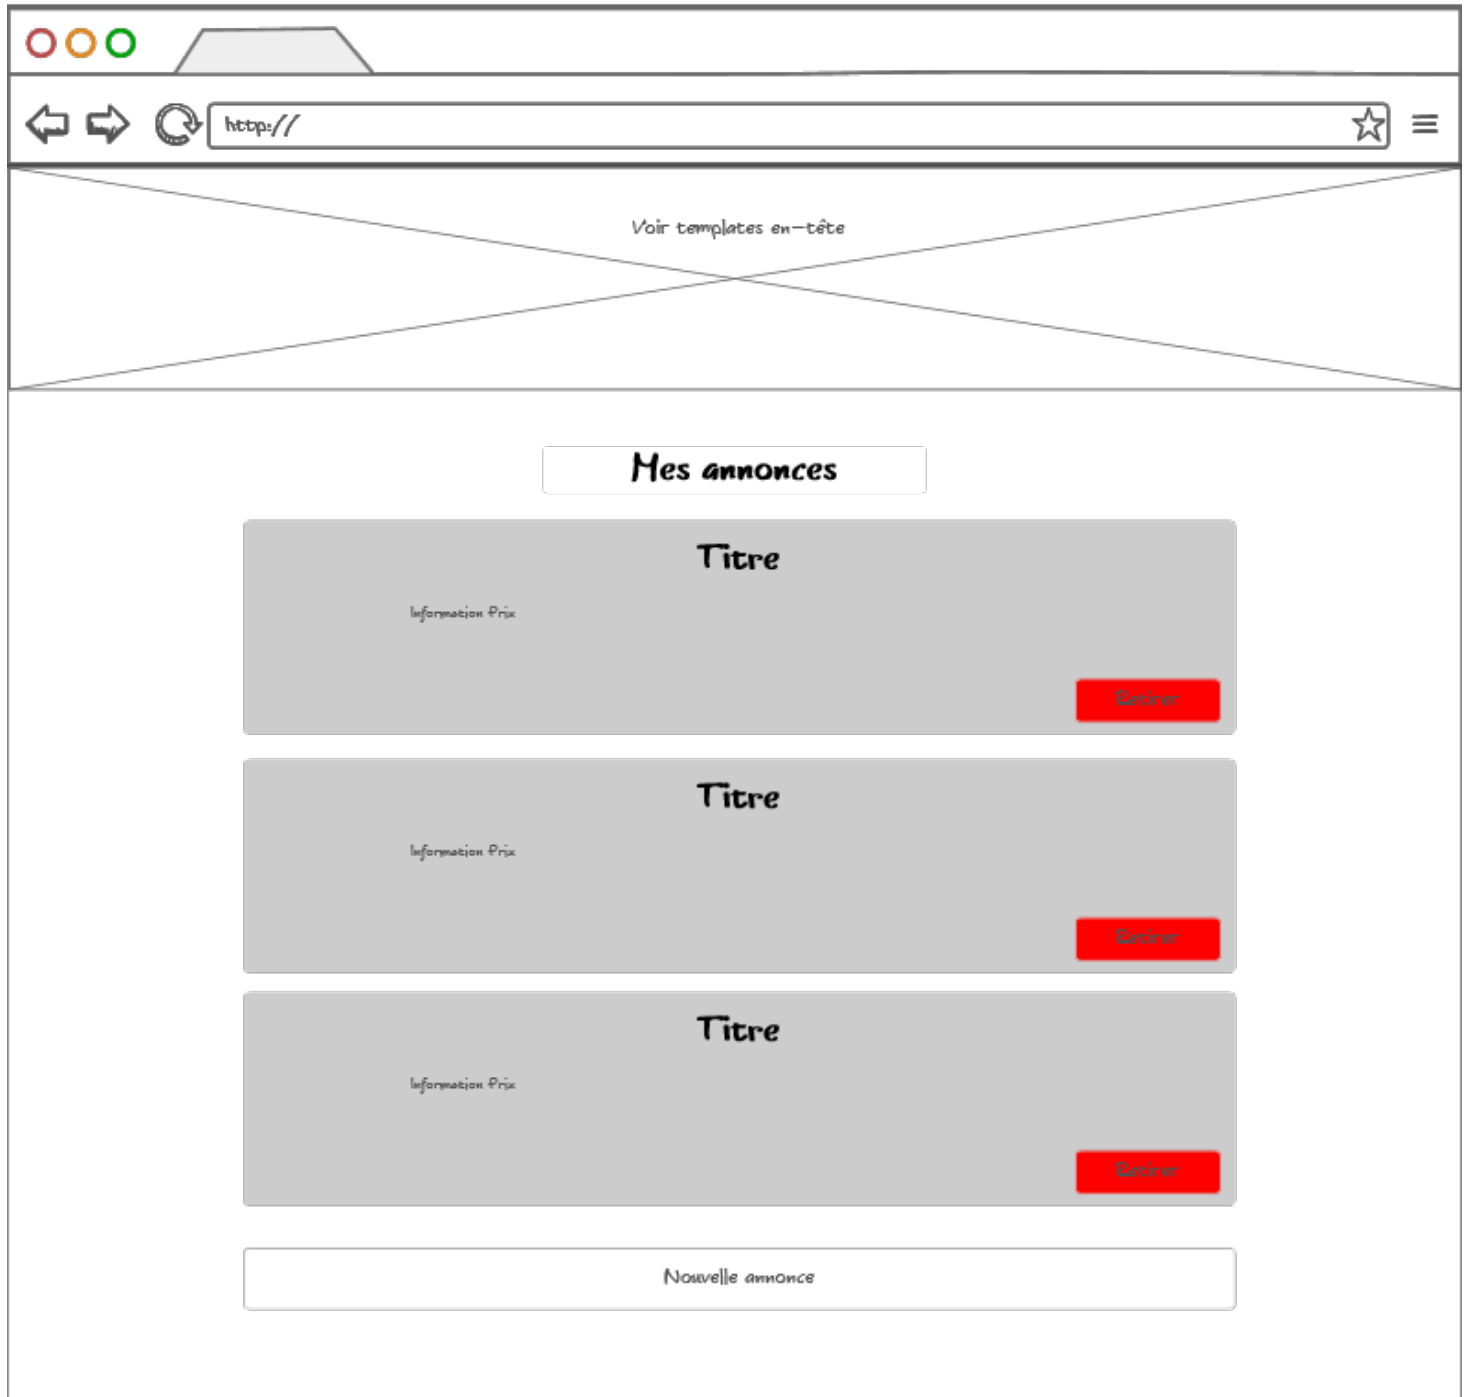 http://
Voir templates en-tête
Mes annonces
Titre
Information Prix
Retirer
Titre
Information Prix
Retirer
Titre
Information Prix
Retirer
Nouvelle annonce